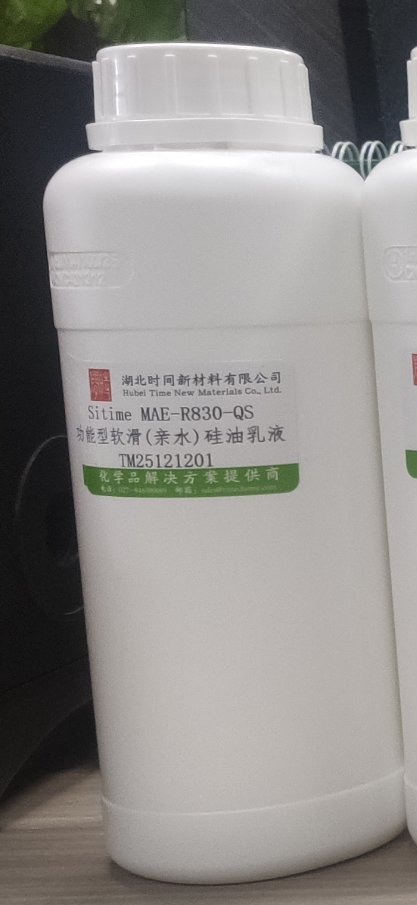 湖北时间新材料有限公司
Hubei Time New Materials Co., Ltd.
Sitime MAE-R830-QS
功能型软滑(亲水)硅油乳液
TM25121201
化学品解决方案提供商